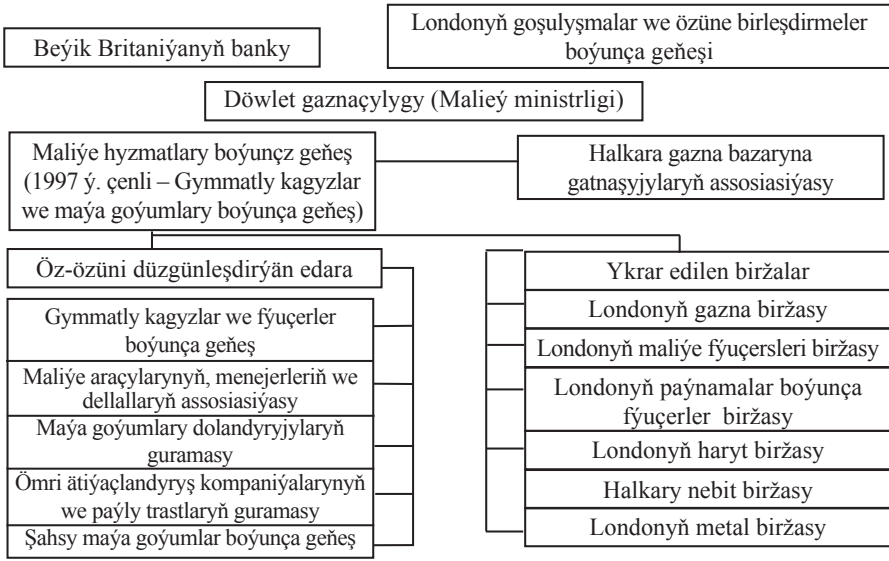 Beýik Britaniýanyň banky
Londonyň goşulyşmalar we özüne birleşdirmeler
boýunça geňeşi
Döwlet gaznaçylygy (Malieý ministrligi)
Maliýe hyzmatlary boýunçz geňeş
(1997 ý. çenli – Gymmatly kagyzlar
we maýa goýumlary boýunça geňeş)
Halkara gazna bazaryna
gatnaşyjylaryň assosiasiýasy
Öz-özüni düzgünleşdirýän edara
Gymmatly kagyzlar we fýuçerler
boýunça geňeş
Maliýe araçylarynyň, menejerleriň we
dellallaryň assosiasiýasy
Maýa goýumlary dolandyryjylaryň
guramasy
Ömri ätiýaçlandyryş kompaniýalarynyň
we paýly trastlaryň guramasy
Şahsy maýa goýumlar boýunça geňeş
Ykrar edilen biržalar
Londonyň gazna biržasy
Londonyň maliýe fýuçersleri biržasy
Londonyň paýnamalar boýunça
fýuçerler biržasy
Londonyň haryt biržasy
Halkary nebit biržasy
Londonyň metal biržasy